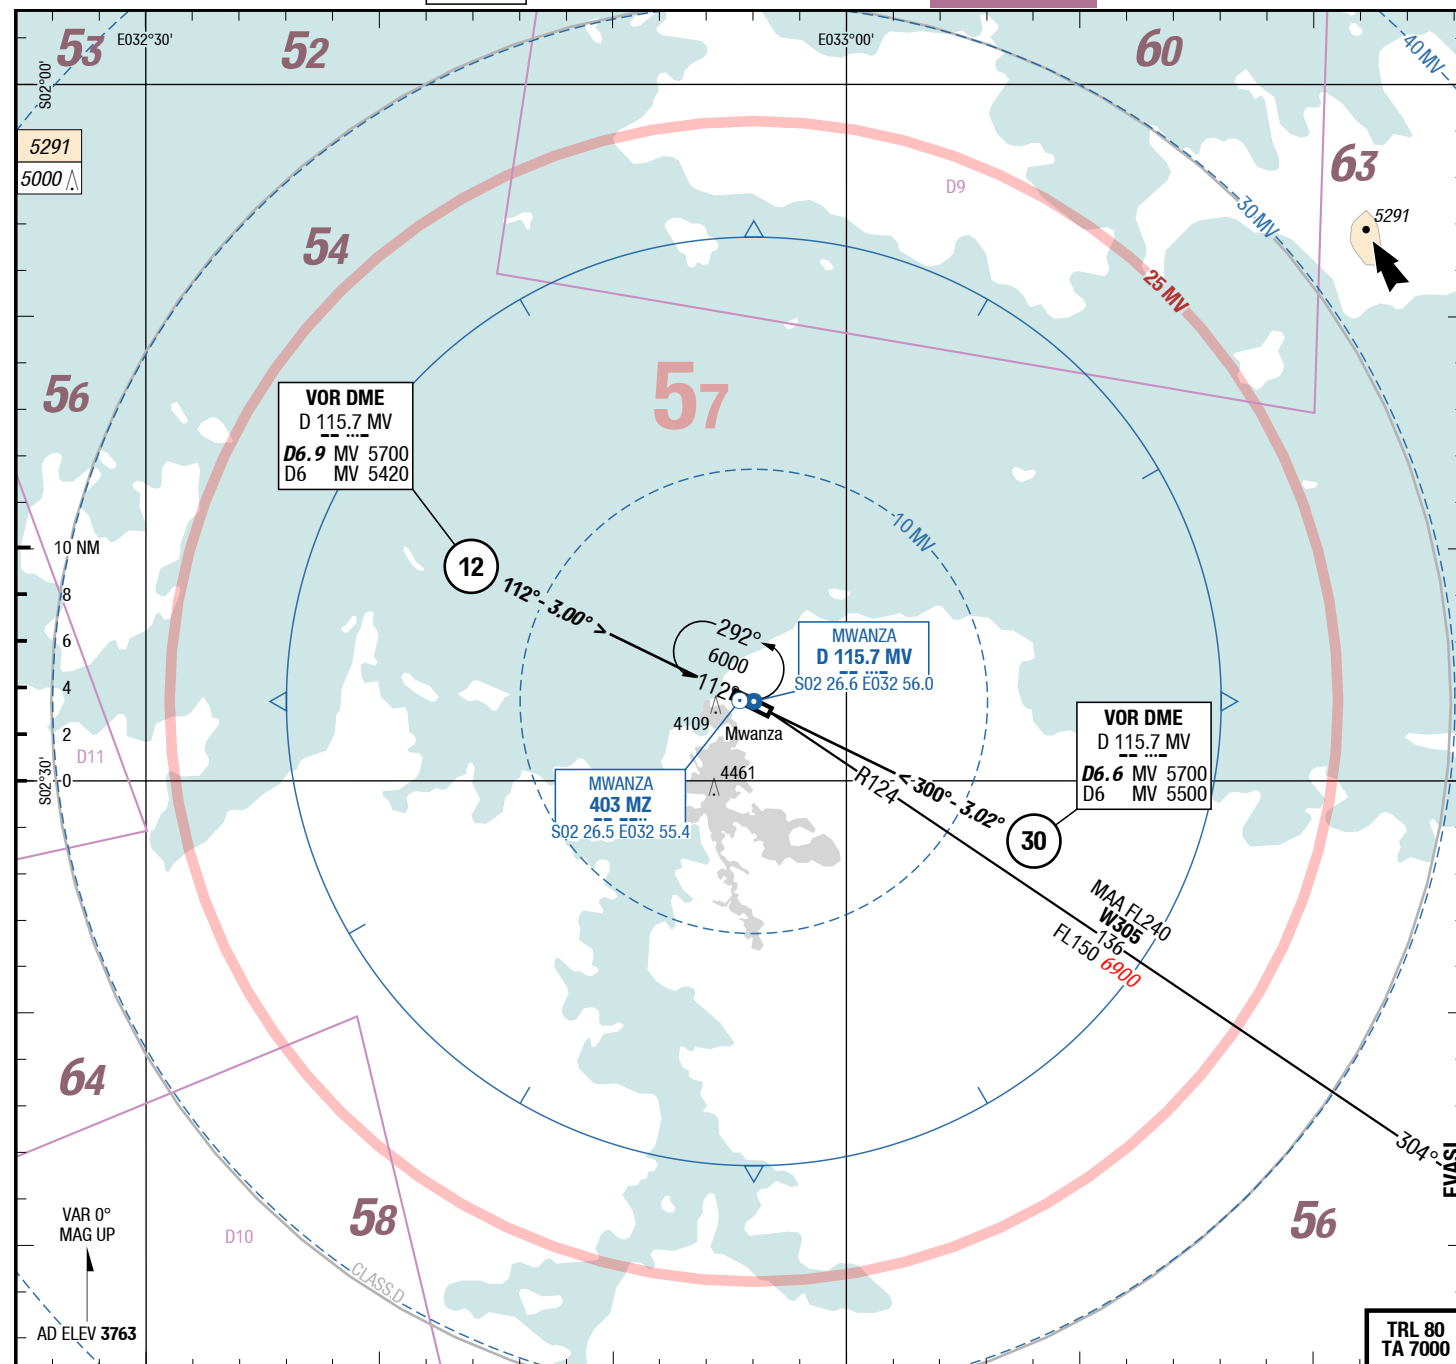 53
E032°30'
52
E033°00'
60
40 MV
S02°00'
5291
5000
63
D9
30 MV
5291
54
25 MV
56
57
VOR DME
D 115.7 MV
D6.9 MV 5700
D6 MV 5420
10 MV
10 NM
8
6
4
2
0
12
112°- 3.00° >
292°
6000
112°
MWANZA
D 115.7 MV
S02 26.6 E032 56.0
4109
Mwanza
4461
VOR DME
D 115.7 MV
D6.6 MV 5700
D6 MV 5500
D11
S02°30'
MWANZA
403 MZ
S02 26.5 E032 55.4
R124
< 300°- 3.02°
30
MAA FL240
W305
136
FL150 6900
64
304°
EVASI
58
56
VAR 0°
MAG UP
D10
CLASS D
AD ELEV 3763
TRL 80
TA 7000